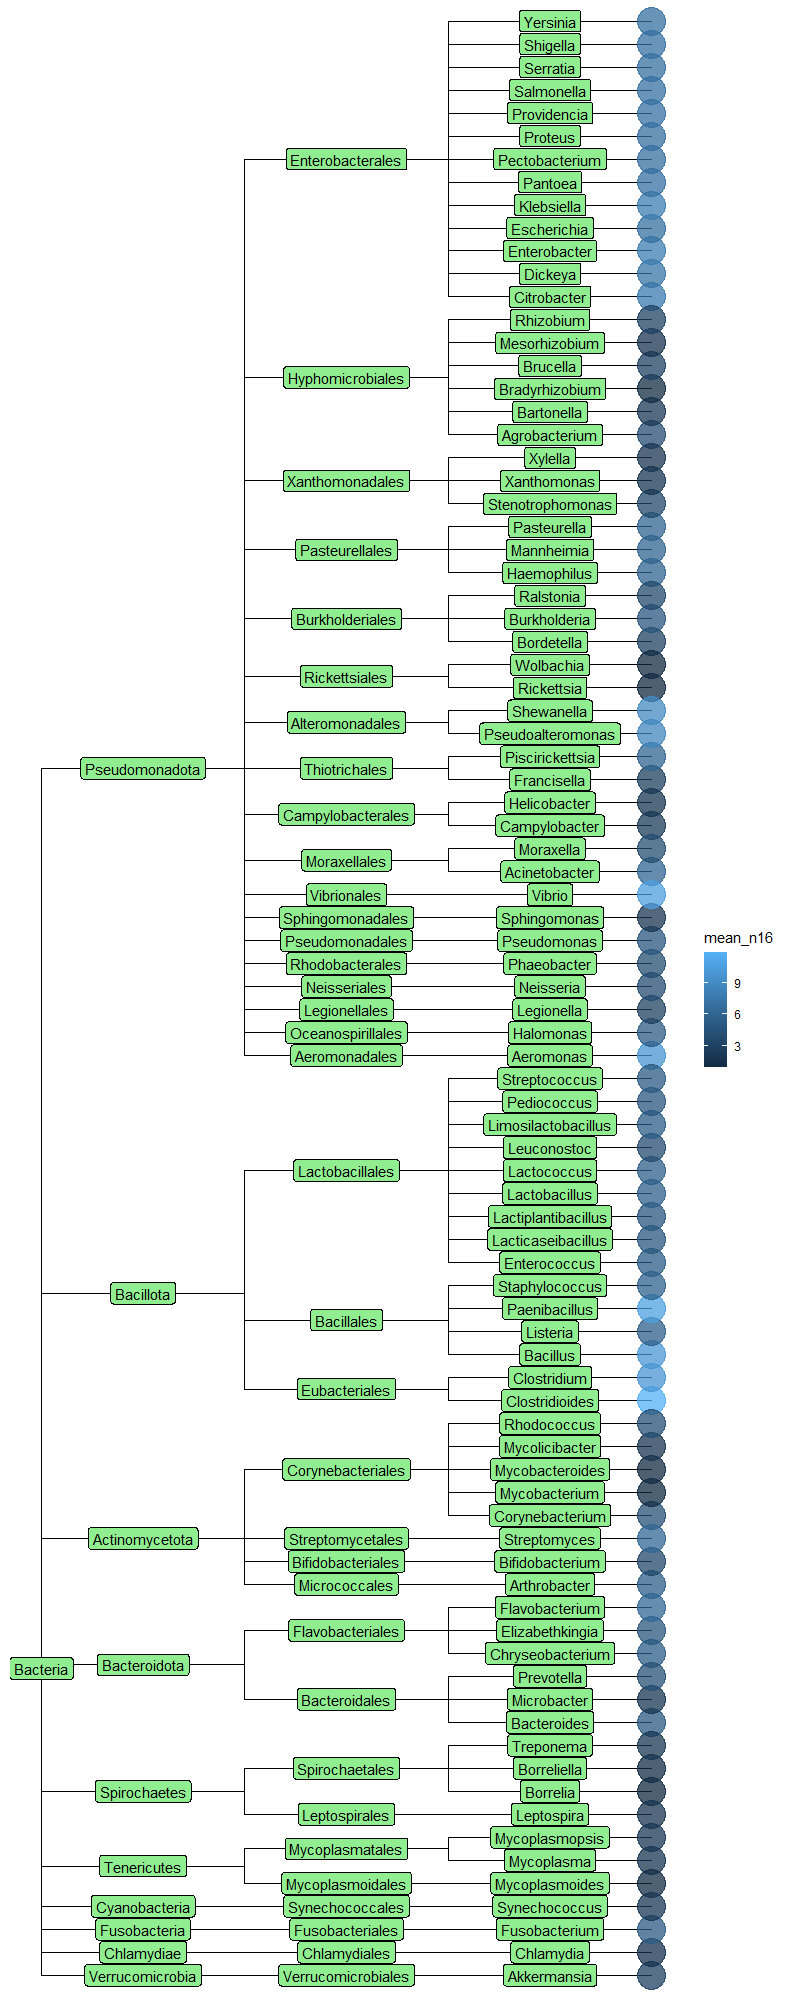 Yersinia
Shigella
Serratia
Salmonella
Providencia
Proteus
Enterobacterales
Pectobacterium
Pantoea
Klebsiella
Escherichia
Enterobacter
Dickeya
Citrobacter
Rhizobium
Mesorhizobium
Brucella
Hyphomicrobiales
Bradyrhizobium
Bartonella
Agrobacterium
Xylella
Xanthomonadales
Xanthomonas
Stenotrophomonas
Pasteurella
Pasteurellales
Mannheimia
Haemophilus
Ralstonia
Burkholderiales
Burkholderia
Bordetella
Wolbachia
Rickettsiales
Rickettsia
Shewanella
Alteromonadales
Pseudoalteromonas
Piscirickettsia
Pseudomonadota
Thiotrichales
Francisella
Helicobacter
Campylobacterales
Campylobacter
Moraxella
Moraxellales
Acinetobacter
Vibrionales
Vibrio
Sphingomonadales
Sphingomonas
Pseudomonadales
Pseudomonas
Rhodobacterales
Phaeobacter
Neisseriales
Neisseria
Legionellales
Legionella
Oceanospirillales
Halomonas
Aeromonadales
Aeromonas
mean_n16
9
6
3
Streptococcus
Pediococcus
Limosilactobacillus
Leuconostoc
Lactobacillales
Lactococcus
Lactobacillus
Lactiplantibacillus
Lacticaseibacillus
Enterococcus
Bacillota
Staphylococcus
Paenibacillus
Bacillales
Listeria
Bacillus
Clostridium
Eubacteriales
Clostridioides
Rhodococcus
Mycolicibacter
Corynebacteriales
Mycobacteroides
Mycobacterium
Corynebacterium
Actinomycetota
Streptomycetales
Streptomyces
Bifidobacteriales
Bifidobacterium
Micrococcales
Arthrobacter
Flavobacterium
Flavobacteriales
Elizabethkingia
Chryseobacterium
Bacteria
Bacteroidota
Prevotella
Bacteroidales
Microbacter
Bacteroides
Treponema
Spirochaetales
Borreliella
Spirochaetes
Borrelia
Leptospirales
Leptospira
Mycoplasmopsis
Mycoplasmatales
Mycoplasma
Tenericutes
Mycoplasmoidales
Mycoplasmoides
Cyanobacteria
Synechococcales
Synechococcus
Fusobacteria
Fusobacteriales
Fusobacterium
Chlamydiae
Chlamydiales
Chlamydia
Verrucomicrobia
Verrucomicrobiales
Akkermansia